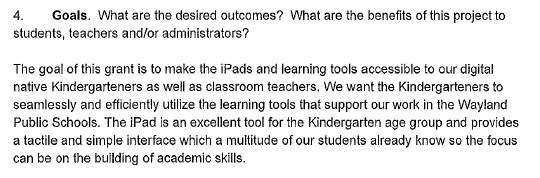 4. Goals. What are the desired outcomes? What are the benefits of this project to
students, teachers and/or administrators?
The goal of this grant is to make the iPads and learning tools accessible to our digital
native Kindergarteners as well as classroom teachers. We want the Kindergarteners to
seamlessly and efficiently utilize the learning tools that support our work in the Wayland
Public Schools. The iPad is an excellent tool for the Kindergarten age group and provides
a tactile and simple interface which a multitude of our students already know so the focus
can be on the building of academic skills.